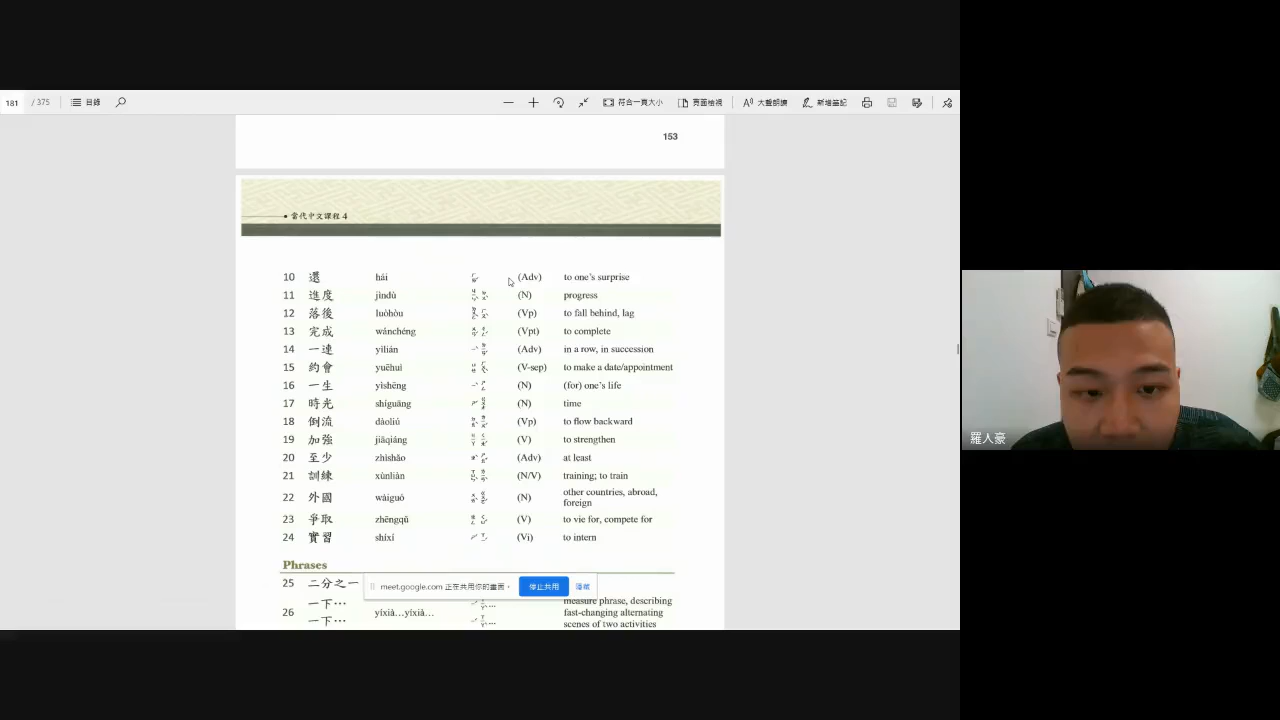 181 / 375 目錄 符合一頁大小 頁面檢視 大聲朗讀 新增筆記
153
當代中文課程 4
10 還 hái (Adv) to one's surprise
11 進度 jìndù (N) progress
12 落後 luòhòu (Vp) to fall behind, lag
13 完成 wánchéng (Vpt) to complete
14 一連 yìlián (Adv) in a row, in succession
15 約會 yuēhuì (V-sep) to make a date/appointment
16 一生 yìshēng (N) (for) one's life
17 時光 shíguāng (N) time
18 倒流 dàoliú (Vp) to flow backward
19 加強 jiāqiáng (V) to strengthen
20 至少 zhìshǎo (Adv) at least
21 訓練 xùnliàn (N/V) training; to train
22 外國 wàiguó (N) other countries, abroad,
foreign
23 爭取 zhēngqǔ (V) to vie for, compete for
24 實習 shíxí (Vi) to intern
Phrases
25 二分之一
meet.google.com 正在共用你的畫面。 停止共用 隱藏
26 一下… 一下… yíxià…yíxià… measure phrase, describing
fast-changing alternating
scenes of two activities
羅人豪